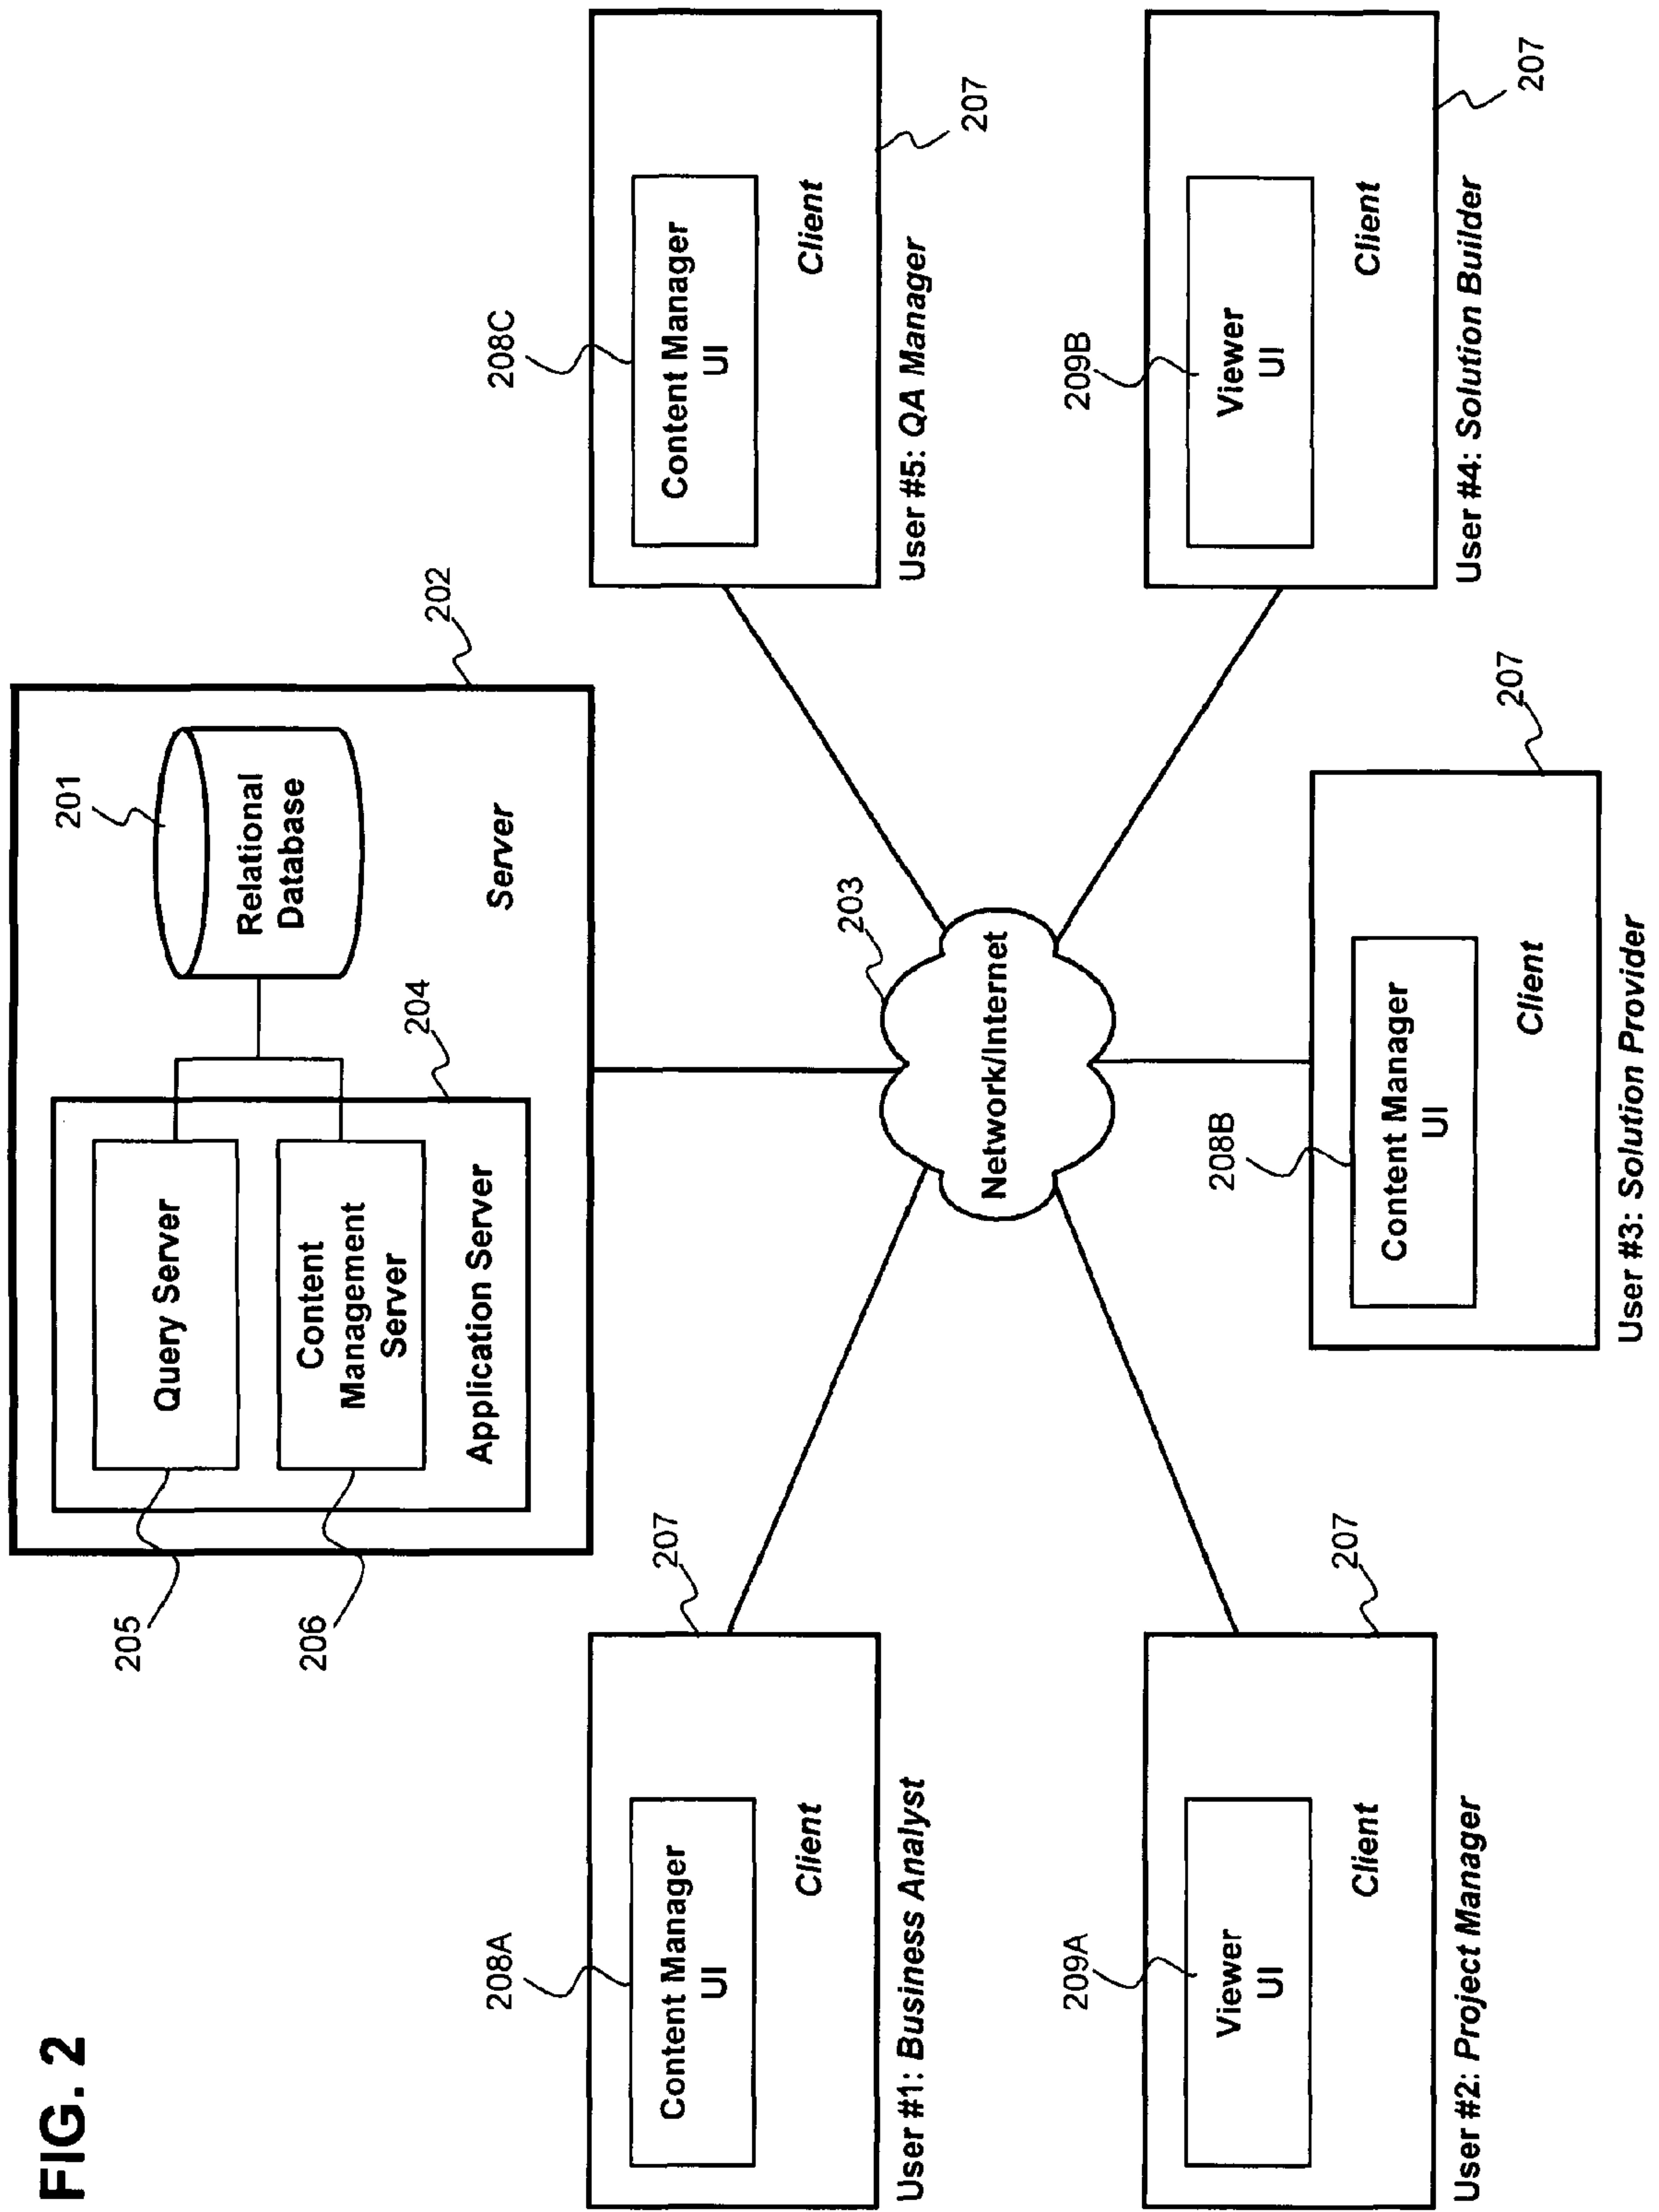 FIG. 2
201
202
Relational
Database
Server
204
Query Server
Content
Management
Server
Application Server
205
206
203
Network/Internet
207
208A
Content Manager
UI
Client
User #1: Business Analyst
207
209A
Viewer
UI
Client
User #2: Project Manager
207
208B
Content Manager
UI
Client
User #3: Solution Provider
207
209B
Viewer
UI
Client
User #4: Solution Builder
207
208C
Content Manager
UI
Client
User #5: QA Manager